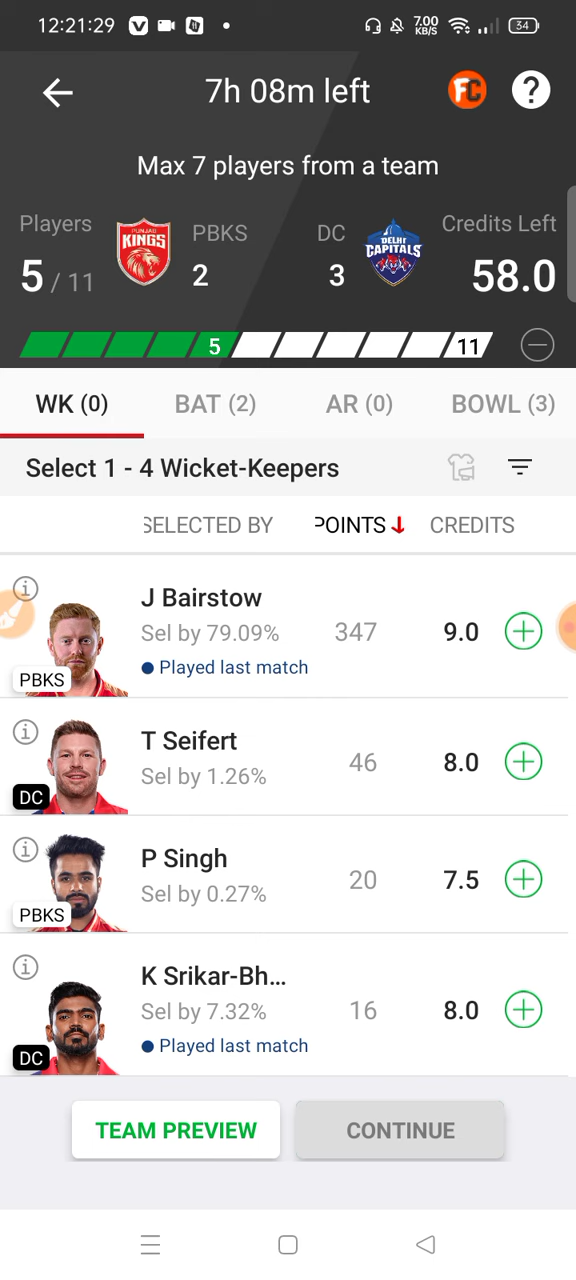 12:21:29 7.00 KB/S 34
7h 08m left FC ?
Max 7 players from a team
Players PBKS DC Credits Left
5 / 11 PUNJAB KINGS 2 3 DELHI CAPITALS 58.0
5 11
WK (0) BAT (2) AR (0) BOWL (3)
Select 1 - 4 Wicket-Keepers
SELECTED BY POINTS CREDITS
J Bairstow
Sel by 79.09% 347 9.0
Played last match
PBKS
T Seifert
Sel by 1.26% 46 8.0
DC
P Singh
Sel by 0.27% 20 7.5
PBKS
K Srikar-Bh...
Sel by 7.32% 16 8.0
Played last match
DC
TEAM PREVIEW CONTINUE